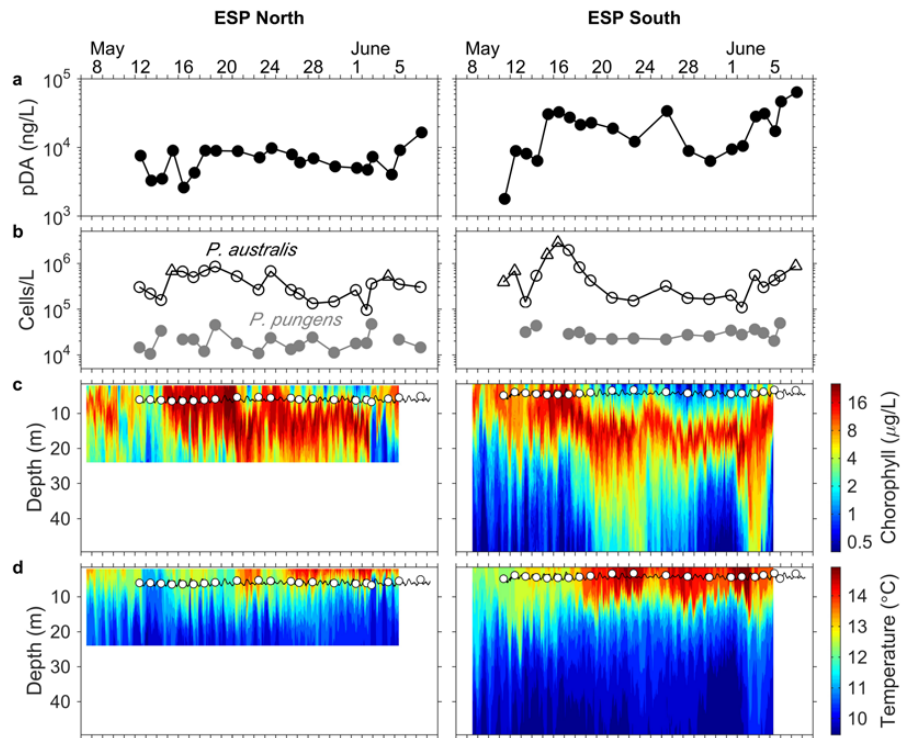 ESP North ESP South
May June May June
8 12 16 20 24 28 1 5 8 12 16 20 24 28 1 5
a
10^5
10^4
10^3
pDA (ng/L)
b
P. australis
P. pungens
10^6
10^5
10^4
Cells/L
c
10
20
30
40
Depth (m)
16
8
4
2
1
0.5
Chorophyll (µg/L)
d
10
20
30
40
Depth (m)
14
13
12
11
10
Temperature (°C)